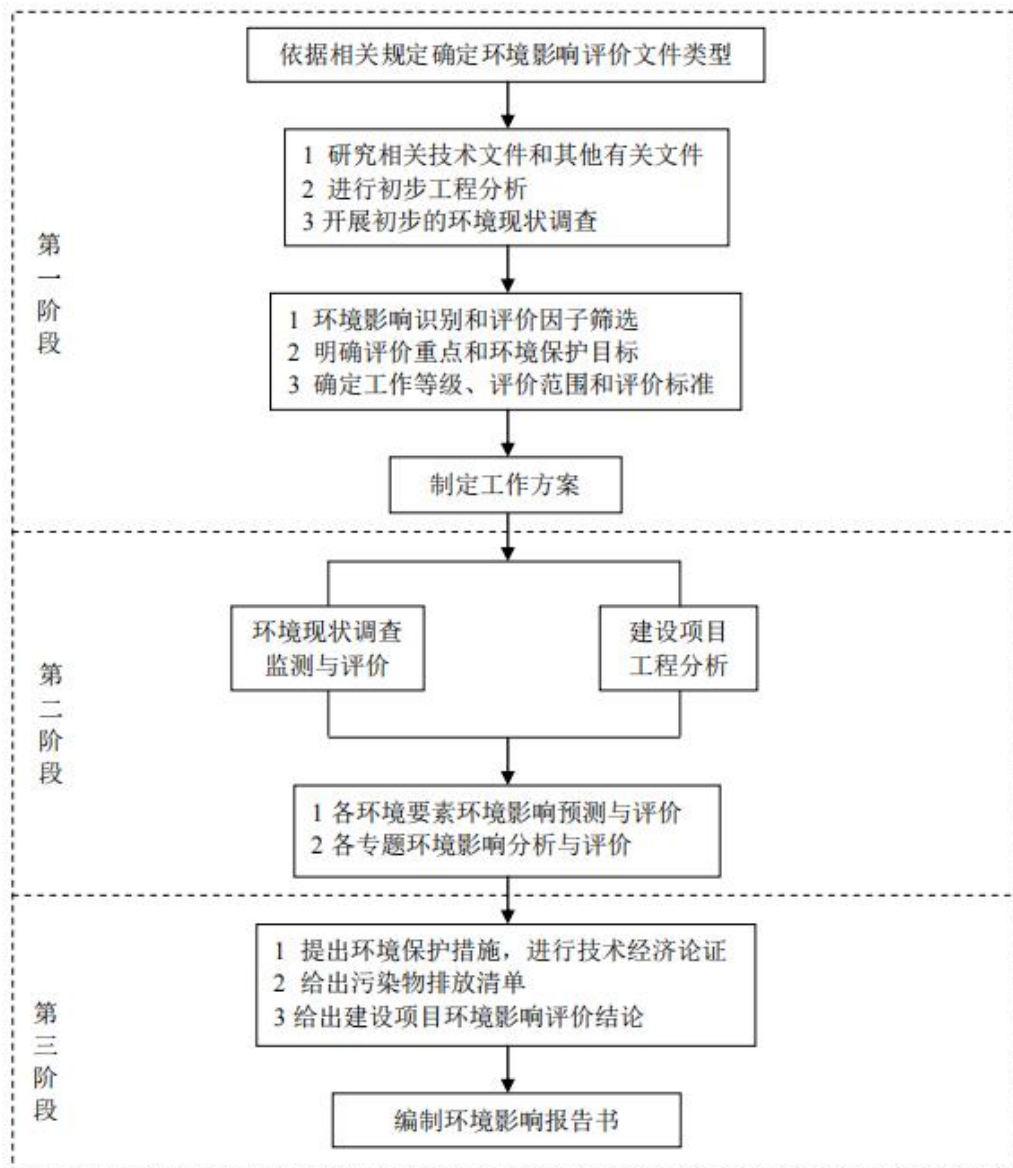 依据相关规定确定环境影响评价文件类型
1 研究相关技术文件和其他有关文件
2 进行初步工程分析
3 开展初步的环境现状调查
第一阶段
1 环境影响识别和评价因子筛选
2 明确评价重点和环境保护目标
3 确定工作等级、评价范围和评价标准
制定工作方案
环境现状调查
监测与评价
建设项目
工程分析
第二阶段
1 各环境要素环境影响预测与评价
2 各专题环境影响分析与评价
1 提出环境保护措施，进行技术经济论证
2 给出污染物排放清单
3 给出建设项目环境影响评价结论
第三阶段
编制环境影响报告书